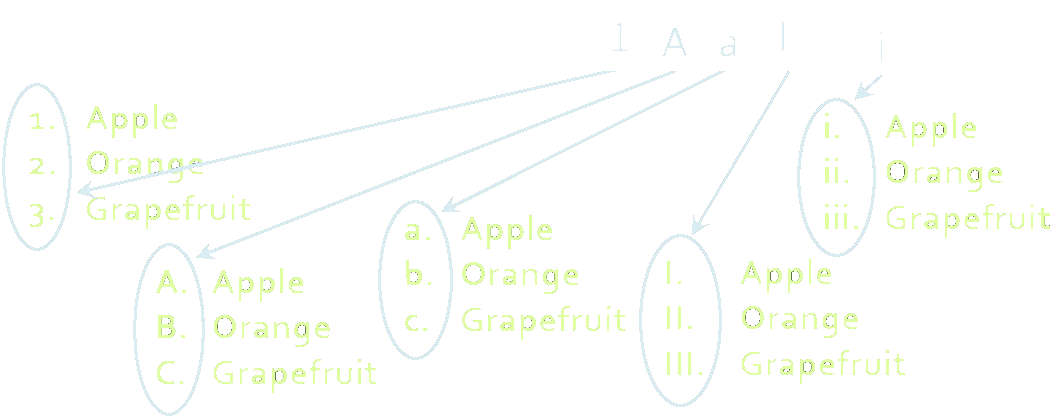 1 A a I i
1. Apple
2. Orange
3. Grapefruit
A. Apple
B. Orange
C. Grapefruit
a. Apple
b. Orange
c. Grapefruit
I. Apple
II. Orange
III. Grapefruit
i. Apple
ii. Orange
iii. Grapefruit